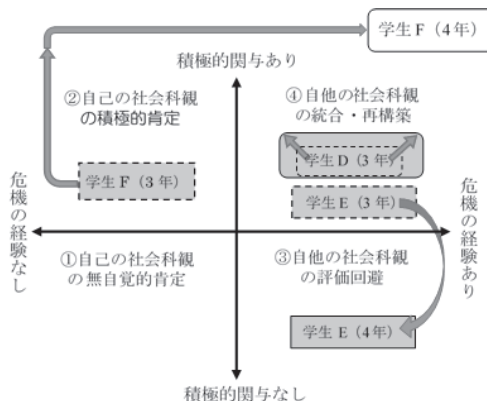 学生 F（4年）
積極的関与あり
②自己の社会科観
の積極的肯定
④自他の社会科観
の統合・再構築
学生 D（3 年）
学生 F（3 年）
学生 E（3 年）
危機の経験なし
危機の経験あり
①自己の社会科観
の無自覚的肯定
③自他の社会科観
の評価回避
学生 E（4年）
積極的関与なし